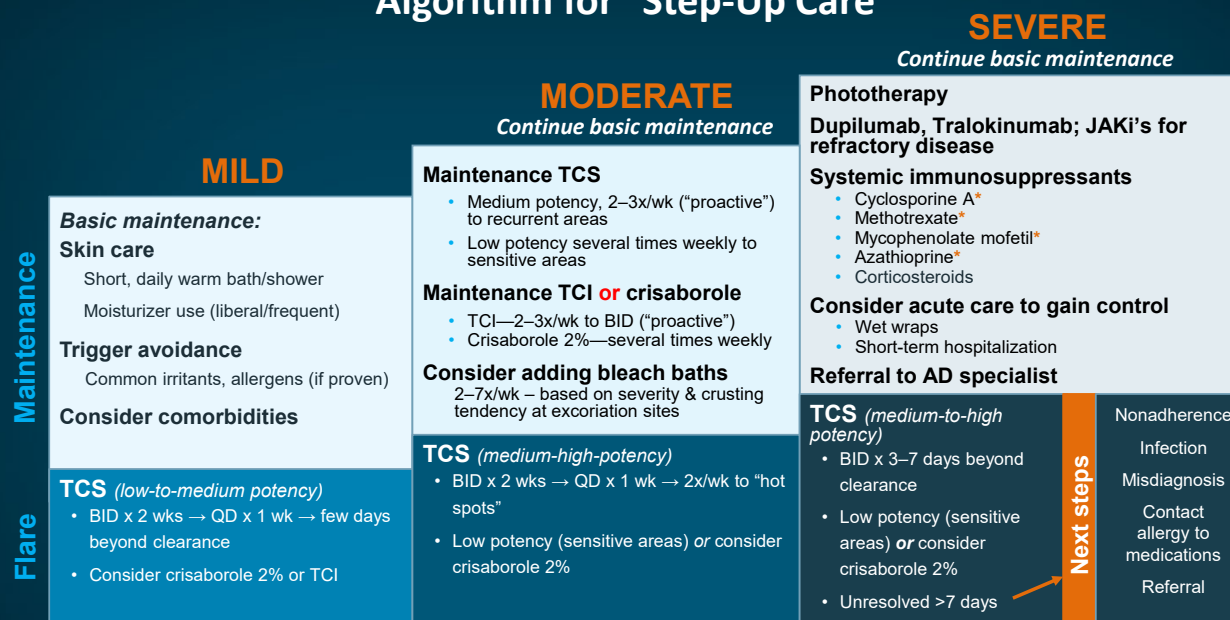 Algorithm for "Step-Up Care"
SEVERE
Continue basic maintenance
MODERATE
Continue basic maintenance
MILD
Maintenance
Basic maintenance:
Skin care
Short, daily warm bath/shower
Moisturizer use (liberal/frequent)
Trigger avoidance
Common irritants, allergens (if proven)
Consider comorbidities
Maintenance TCS
• Medium potency, 2–3x/wk (“proactive”)
to recurrent areas
• Low potency several times weekly to
sensitive areas
Maintenance TCI or crisaborole
• TCI—2–3x/wk to BID (“proactive”)
• Crisaborole 2%—several times weekly
Consider adding bleach baths
2–7x/wk – based on severity & crusting
tendency at excoriation sites
Phototherapy
Dupilumab, Tralokinumab; JAKi’s for
refractory disease
Systemic immunosuppressants
• Cyclosporine A*
• Methotrexate*
• Mycophenolate mofetil*
• Azathioprine*
• Corticosteroids
Consider acute care to gain control
• Wet wraps
• Short-term hospitalization
Referral to AD specialist
Flare
TCS (low-to-medium potency)
• BID x 2 wks → QD x 1 wk → few days
beyond clearance
• Consider crisaborole 2% or TCI
TCS (medium-high-potency)
• BID x 2 wks → QD x 1 wk → 2x/wk to “hot
spots”
• Low potency (sensitive areas) or consider
crisaborole 2%
TCS (medium-to-high
potency)
• BID x 3–7 days beyond
clearance
• Low potency (sensitive
areas) or consider
crisaborole 2%
• Unresolved >7 days
Next steps
Nonadherence
Infection
Misdiagnosis
Contact
allergy to
medications
Referral